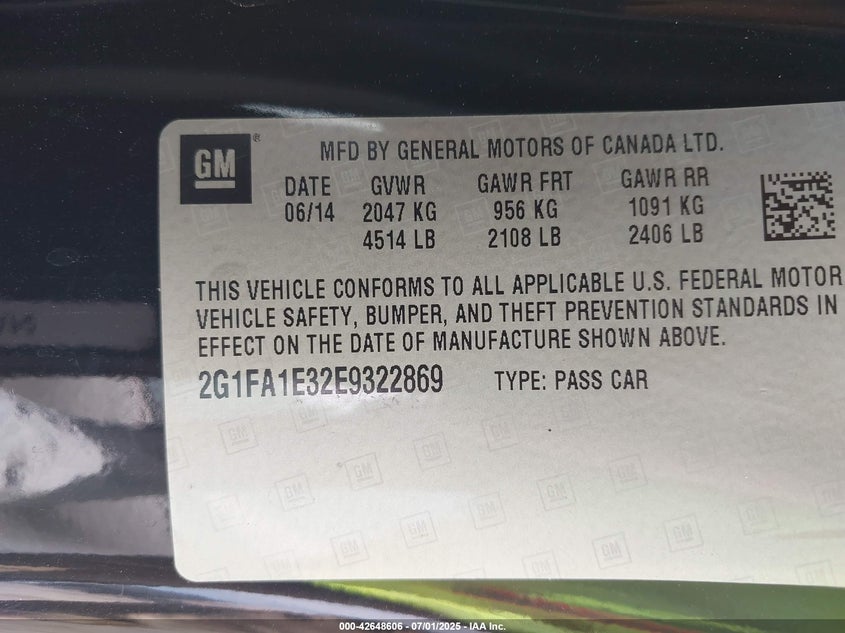 GM ® MFD BY GENERAL MOTORS OF CANADA LTD.
DATE GVWR GAWR FRT GAWR RR
06/14 2047 KG 956 KG 1091 KG
4514 LB 2108 LB 2406 LB
THIS VEHICLE CONFORMS TO ALL APPLICABLE U.S. FEDERAL MOTOR
VEHICLE SAFETY, BUMPER, AND THEFT PREVENTION STANDARDS IN
EFFECT ON THE DATE OF MANUFACTURE SHOWN ABOVE.
2G1FA1E32E9322869 TYPE: PASS CAR
000-42648606 - 07/01/2025 - IAA Inc.